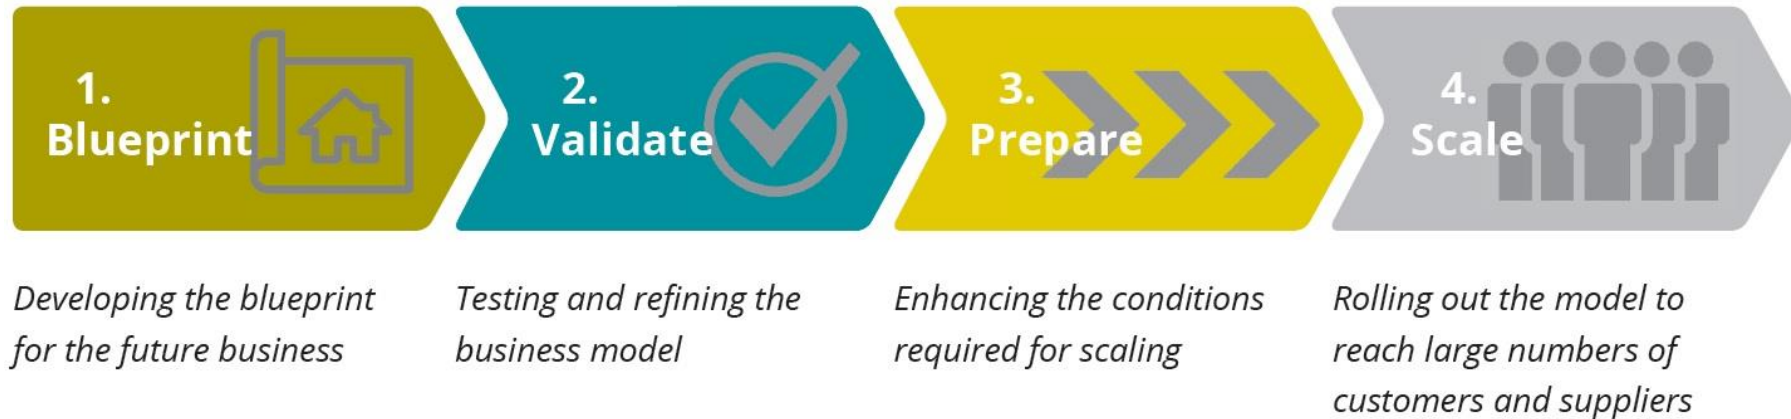 1.
Blueprint
2.
Validate
3.
Prepare
4.
Scale
Developing the blueprint
for the future business
Testing and refining the
business model
Enhancing the conditions
required for scaling
Rolling out the model to
reach large numbers of
customers and suppliers